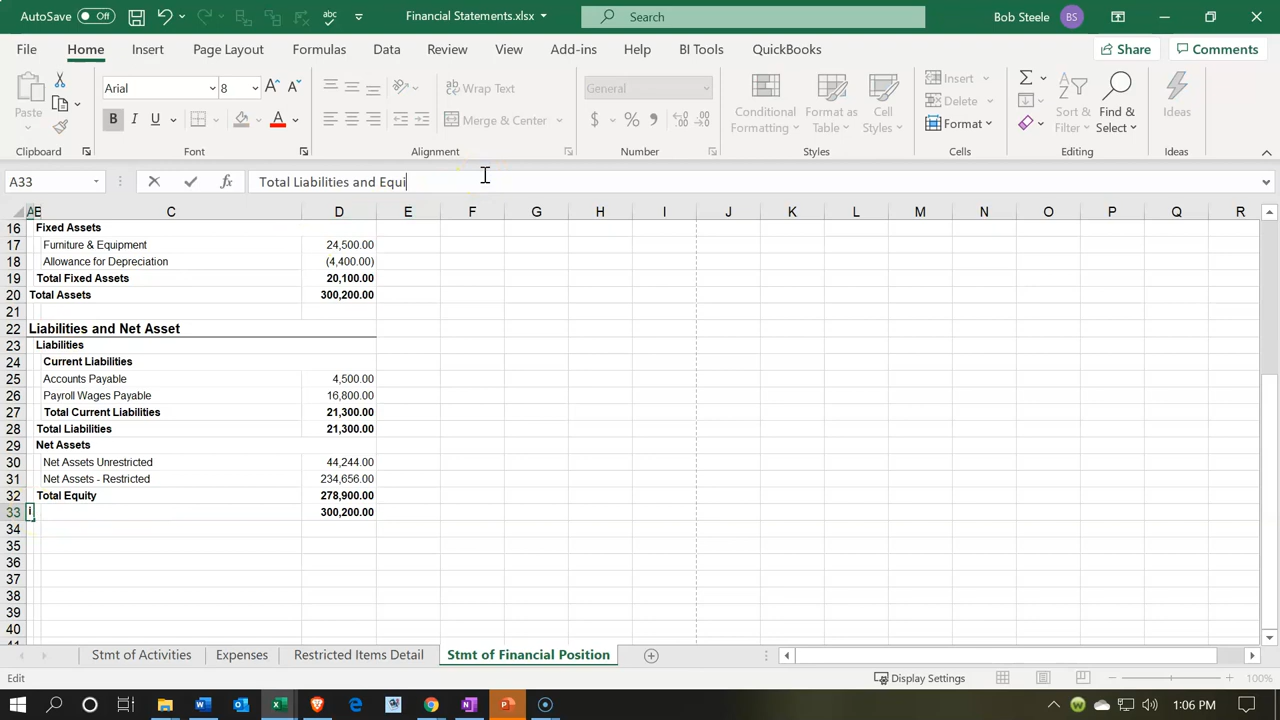 AutoSave Off Financial Statements.xlsx Search Bob Steele BS
File Home Insert Page Layout Formulas Data Review View Add-ins Help BI Tools QuickBooks Share Comments
Paste Arial 8 Wrap Text General Conditional Formatting Format as Table Cell Styles Insert Σ Sort & Filter Find & Select Ideas
B I U A Merge & Center $ % Delete
Format
Clipboard Font Alignment Number Styles Cells Editing Ideas
A33 fx Total Liabilities and Equi
A B C D E F G H I J K L M N O P Q R
16 Fixed Assets
17 Furniture & Equipment 24,500.00
18 Allowance for Depreciation (4,400.00)
19 Total Fixed Assets 20,100.00
20 Total Assets 300,200.00
21
22 Liabilities and Net Asset
23 Liabilities
24 Current Liabilities
25 Accounts Payable 4,500.00
26 Payroll Wages Payable 16,800.00
27 Total Current Liabilities 21,300.00
28 Total Liabilities 21,300.00
29 Net Assets
30 Net Assets Unrestricted 44,244.00
31 Net Assets - Restricted 234,656.00
32 Total Equity 278,900.00
33 i 300,200.00
34
35
36
37
38
39
40
Stmt of Activities Expenses Restricted Items Detail Stmt of Financial Position
Edit Display Settings 100%
1:06 PM